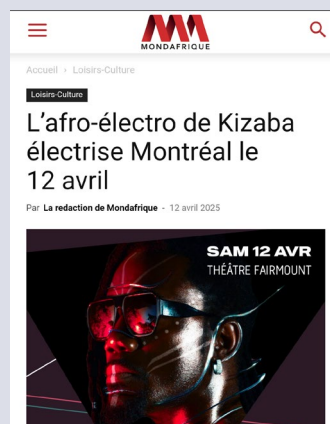 MONDAFRIQUE
Accueil › Loisirs-Culture
Loisirs-Culture
L’afro-électro de Kizaba
électrise Montréal le
12 avril
Par La redaction de Mondafrique - 12 avril 2025
SAM 12 AVR
THÉÂTRE FAIRMOUNT